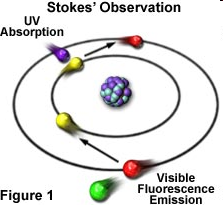 Stokes' Observation
UV
Absorption
Visible
Fluorescence
Emission
Figure 1